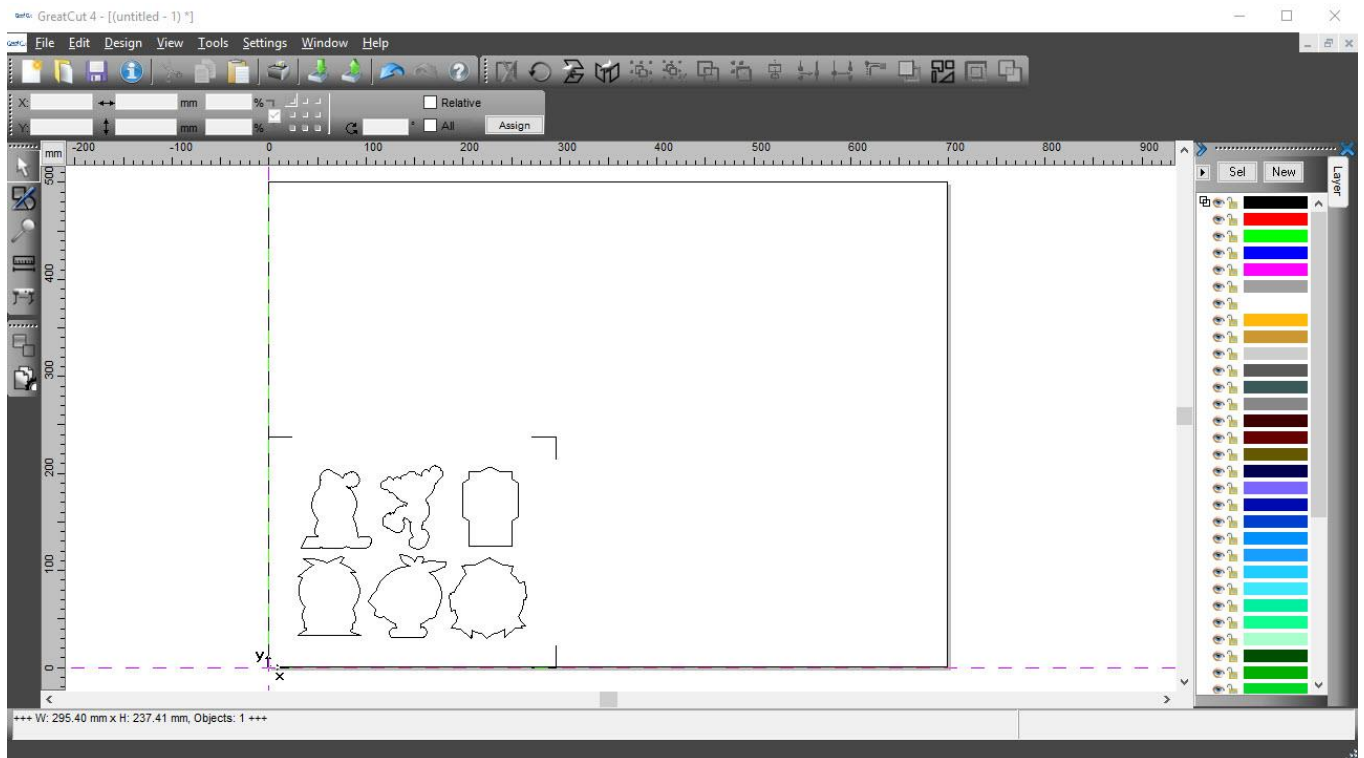 GreatCut 4 - [(untitled - 1) *]
File Edit Design View Tools Settings Window Help
X: mm % Relative
Y: mm % ° All Assign
mm -200 -100 0 100 200 300 400 500 600 700 800 900
Sel New
Layer
500
400
300
200
100
0
y
x
+++ W: 295.40 mm x H: 237.41 mm, Objects: 1 +++